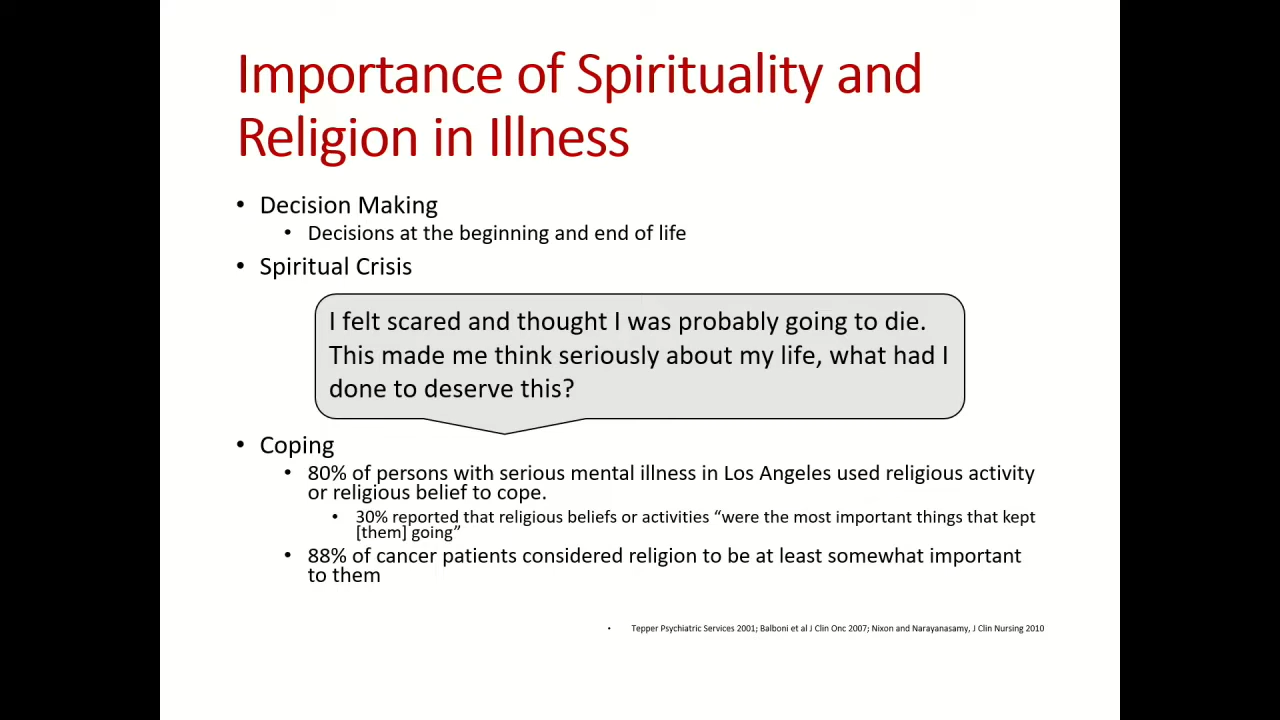 Importance of Spirituality and
Religion in Illness
• Decision Making
• Decisions at the beginning and end of life
• Spiritual Crisis
I felt scared and thought I was probably going to die.
This made me think seriously about my life, what had I
done to deserve this?
• Coping
• 80% of persons with serious mental illness in Los Angeles used religious activity
or religious belief to cope.
• 30% reported that religious beliefs or activities “were the most important things that kept
[them] going”
• 88% of cancer patients considered religion to be at least somewhat important
to them
• Tepper Psychiatric Services 2001; Balboni et al J Clin Onc 2007; Nixon and Narayanasamy, J Clin Nursing 2010